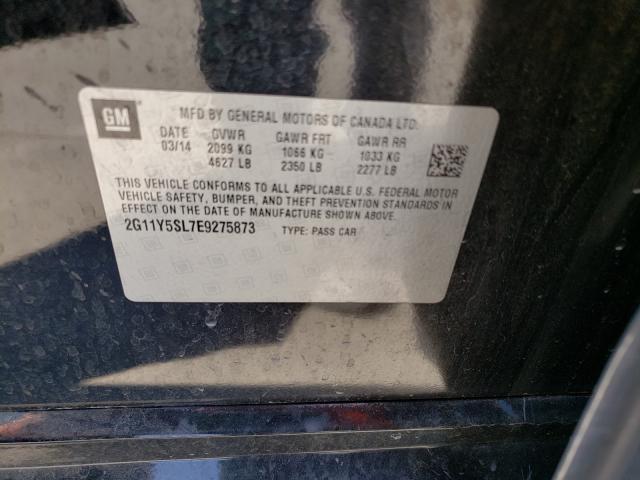 GM
MFD BY GENERAL MOTORS OF CANADA LTD.
DATE GVWR GAWR FRT GAWR RR
03/14 2099 KG 1066 KG 1033 KG
4627 LB 2350 LB 2277 LB
THIS VEHICLE CONFORMS TO ALL APPLICABLE U.S. FEDERAL MOTOR
VEHICLE SAFETY, BUMPER, AND THEFT PREVENTION STANDARDS IN
EFFECT ON THE DATE OF MANUFACTURE SHOWN ABOVE.
2G11Y5SL7E9275873 TYPE: PASS CAR